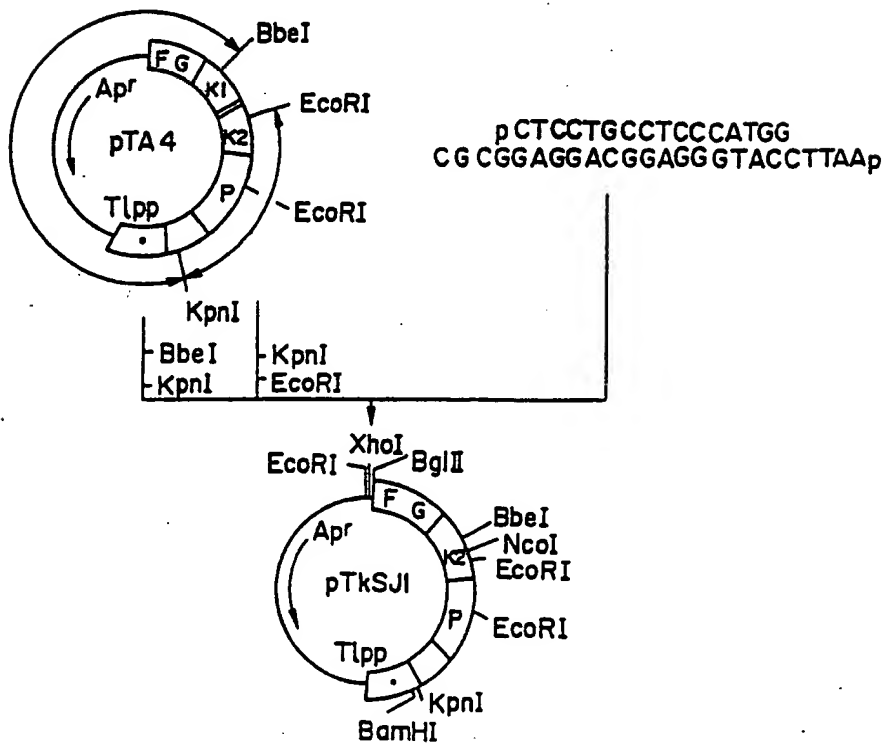 BbeI
F G
K1
Apr
EcoRI
K2
pTA4
P
EcoRI
Tlpp
KpnI
pCTCCTGCCTCCCATGG
CGCGGAGGACGGAGGGTACCTTAAp
BbeI
KpnI
KpnI
EcoRI
XhoI
EcoRI
BglII
F G
BbeI
Apr
NcoI
K2
EcoRI
pTkSJ1
P
EcoRI
Tlpp
KpnI
BamHI